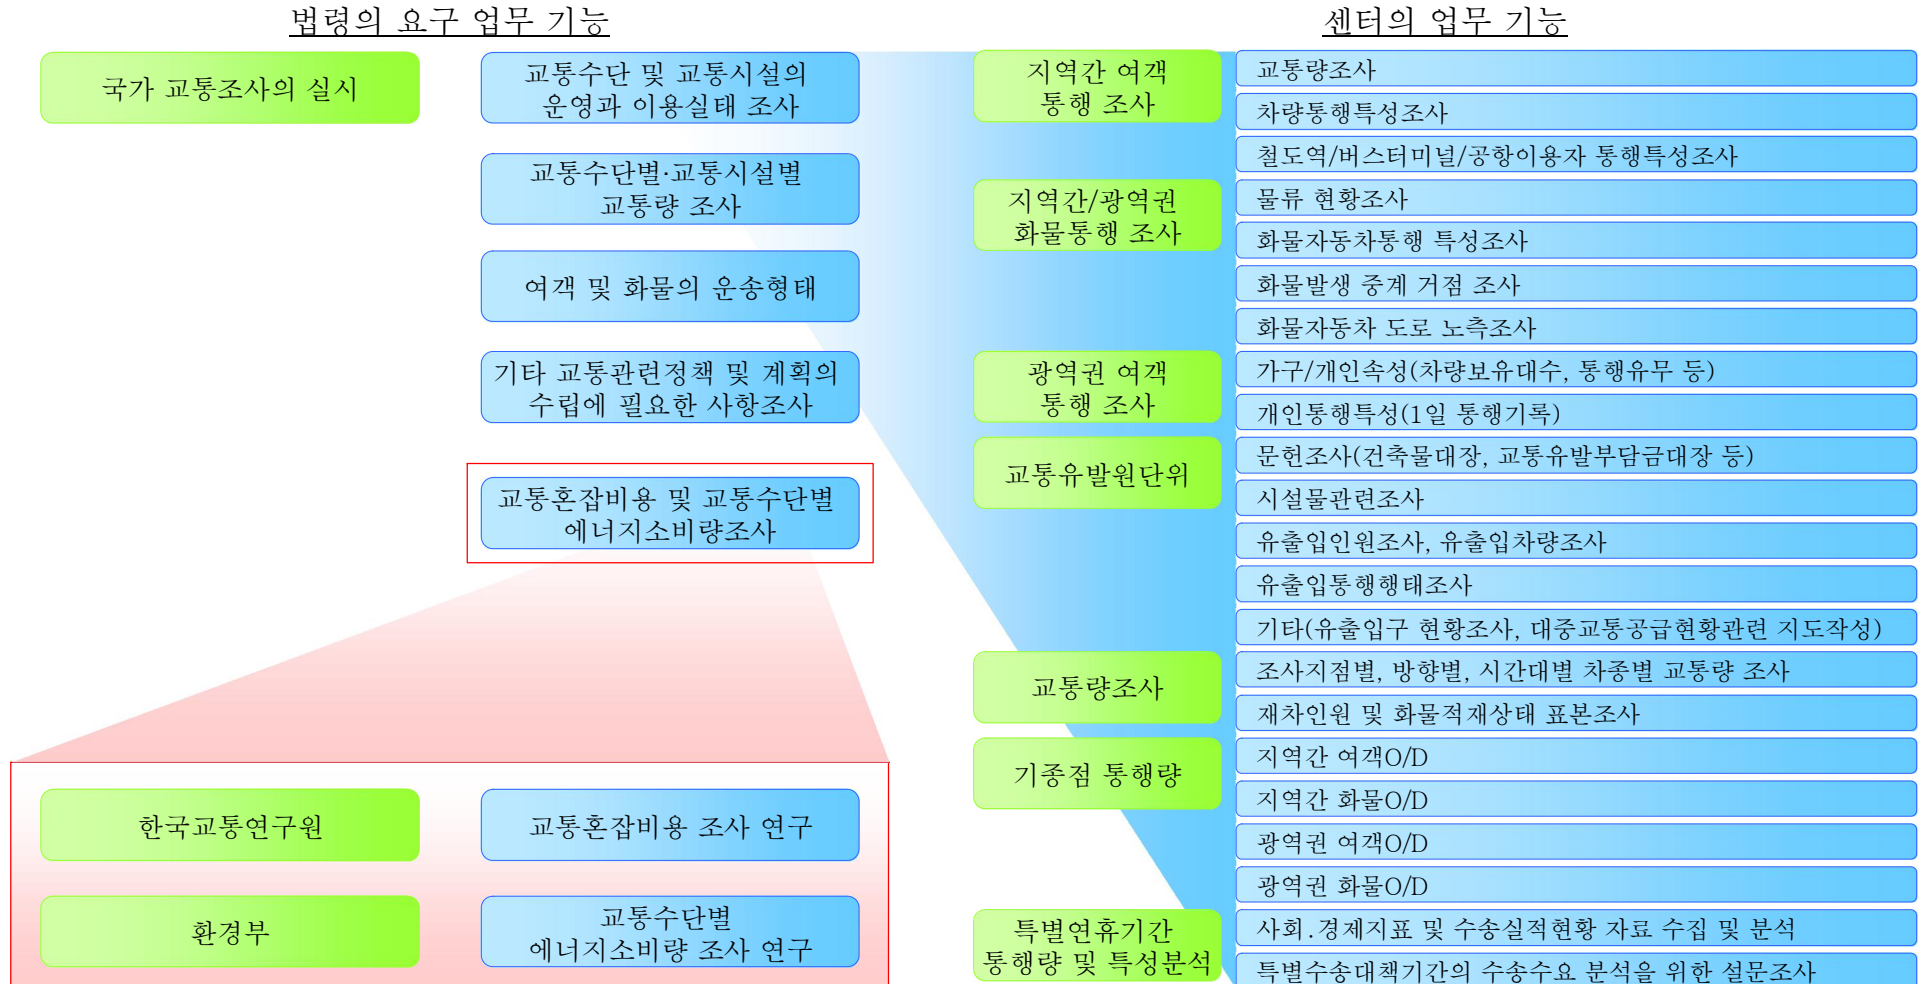 법령의 요구 업무 기능
국가 교통조사의 실시
교통수단 및 교통시설의
운영과 이용실태 조사
교통수단별·교통시설별
교통량 조사
여객 및 화물의 운송형태
기타 교통관련정책 및 계획의
수립에 필요한 사항조사
교통혼잡비용 및 교통수단별
에너지소비량조사
한국교통연구원
교통혼잡비용 조사 연구
환경부
교통수단별
에너지소비량 조사 연구
센터의 업무 기능
지역간 여객
통행 조사
교통량조사
차량통행특성조사
철도역/버스터미널/공항이용자 통행특성조사
지역간/광역권
화물통행 조사
물류 현황조사
화물자동차통행 특성조사
화물발생 중계 거점 조사
화물자동차 도로 노측조사
광역권 여객
통행 조사
가구/개인속성(차량보유대수, 통행유무 등)
개인통행특성(1일 통행기록)
교통유발원단위
문헌조사(건축물대장, 교통유발부담금대장 등)
시설물관련조사
유출입인원조사, 유출입차량조사
유출입통행행태조사
기타(유출입구 현황조사, 대중교통공급현황관련 지도작성)
교통량조사
조사지점별, 방향별, 시간대별 차종별 교통량 조사
재차인원 및 화물적재상태 표본조사
기종점 통행량
지역간 여객O/D
지역간 화물O/D
광역권 여객O/D
광역권 화물O/D
특별연휴기간
통행량 및 특성분석
사회.경제지표 및 수송실적현황 자료 수집 및 분석
특별수송대책기간의 수송수요 분석을 위한 설문조사